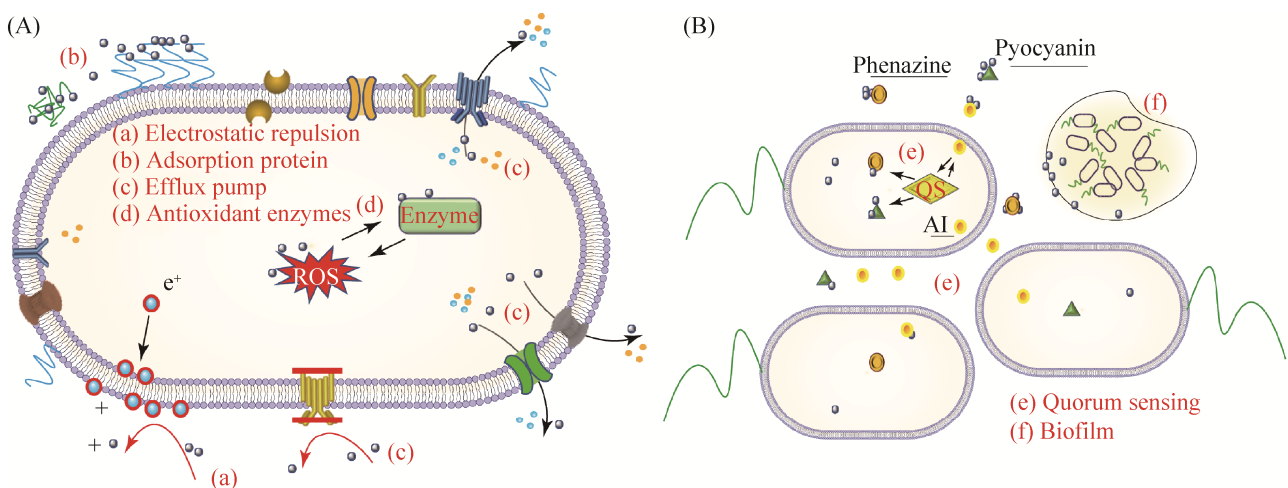 (A)
(b)
(a) Electrostatic repulsion
(b) Adsorption protein
(c) Efflux pump
(d) Antioxidant enzymes
(c)
(d)
Enzyme
ROS
e+
(c)
+
+
(a)
(c)
(B)
Phenazine
Pyocyanin
(f)
(e)
QS
AI
(e)
(e) Quorum sensing
(f) Biofilm